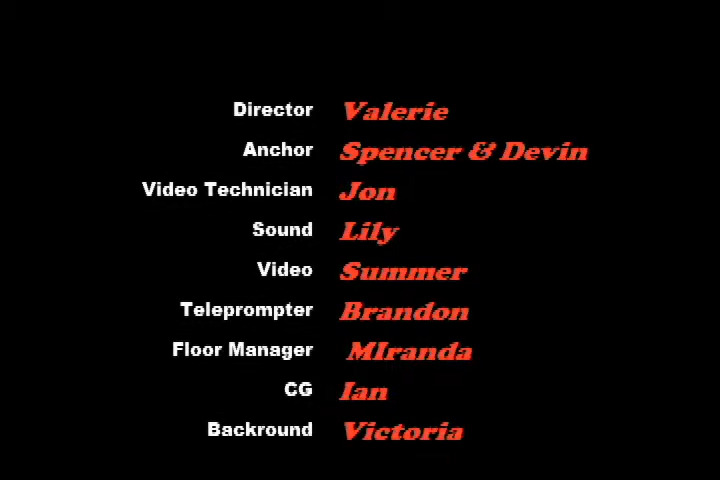 Director Valerie
Anchor Spencer & Devin
Video Technician Jon
Sound Lily
Video Summer
Teleprompter Brandon
Floor Manager MIranda
CG Ian
Backround Victoria